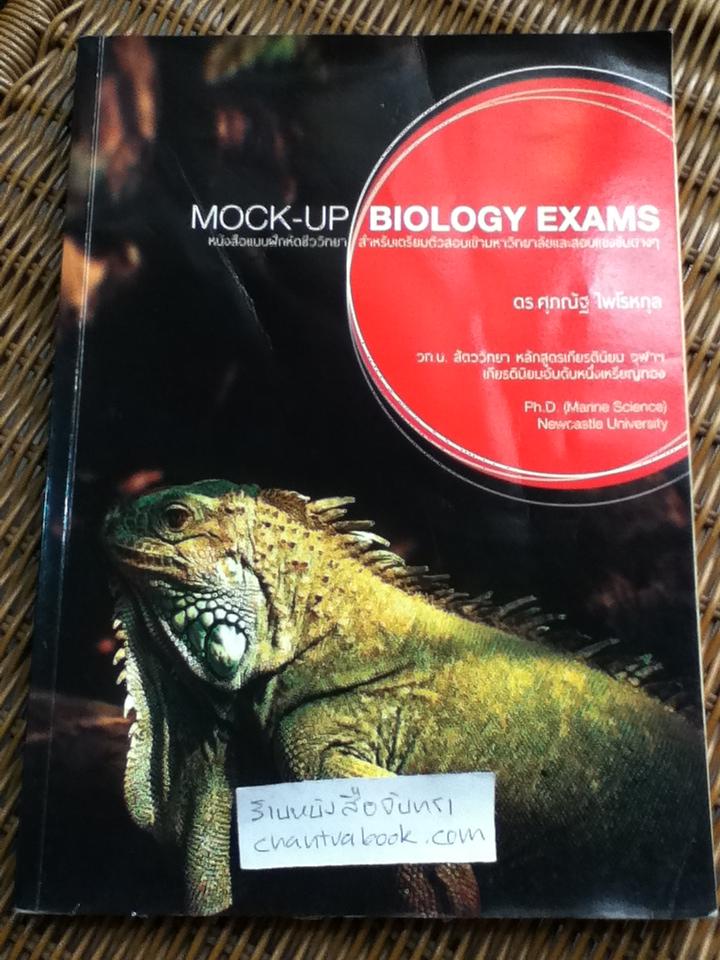 MOCK-UP BIOLOGY EXAMS
หนังสือแบบฝึกหัดชีววิทยา สำหรับเตรียมตัวสอบเข้ามหาวิทยาลัยและสอบแข่งขันต่างๆ
ดร.ศุภณัฐ ไพโรหกุล
วท.บ. สัตววิทยา หลักสูตรเกียรตินิยม จุฬาฯ
เกียรตินิยมอันดับหนึ่งเหรียญทอง
Ph.D. (Marine Science)
Newcastle University
ร้านหนังสือจันทรา
chantrabook.com